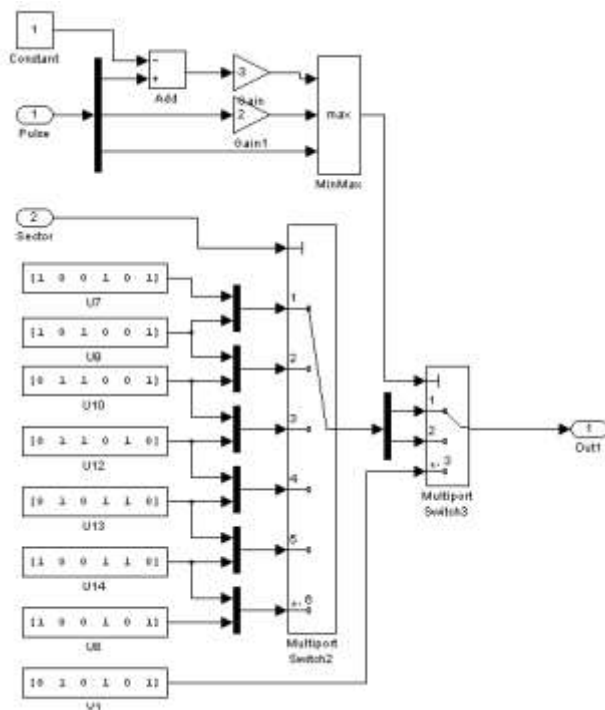 1
Constant
−
+
Add
3
Gain
1
Pulse
2
Gain1
max
MinMax
2
Sector
[1 0 0 1 0 1]
U7
1
[1 0 1 0 0 1]
2
[0 1 1 0 0 1]
U10
3
[0 1 1 0 1 0]
U12
4
[0 1 0 1 1 0]
U13
5
[1 0 0 1 1 0]
U14
*, 6
[1 0 0 1 0 1]
Multiport
Switch2
[0 1 0 1 0 1]
1
2
*, 3
Multiport
Switch3
1
Out1